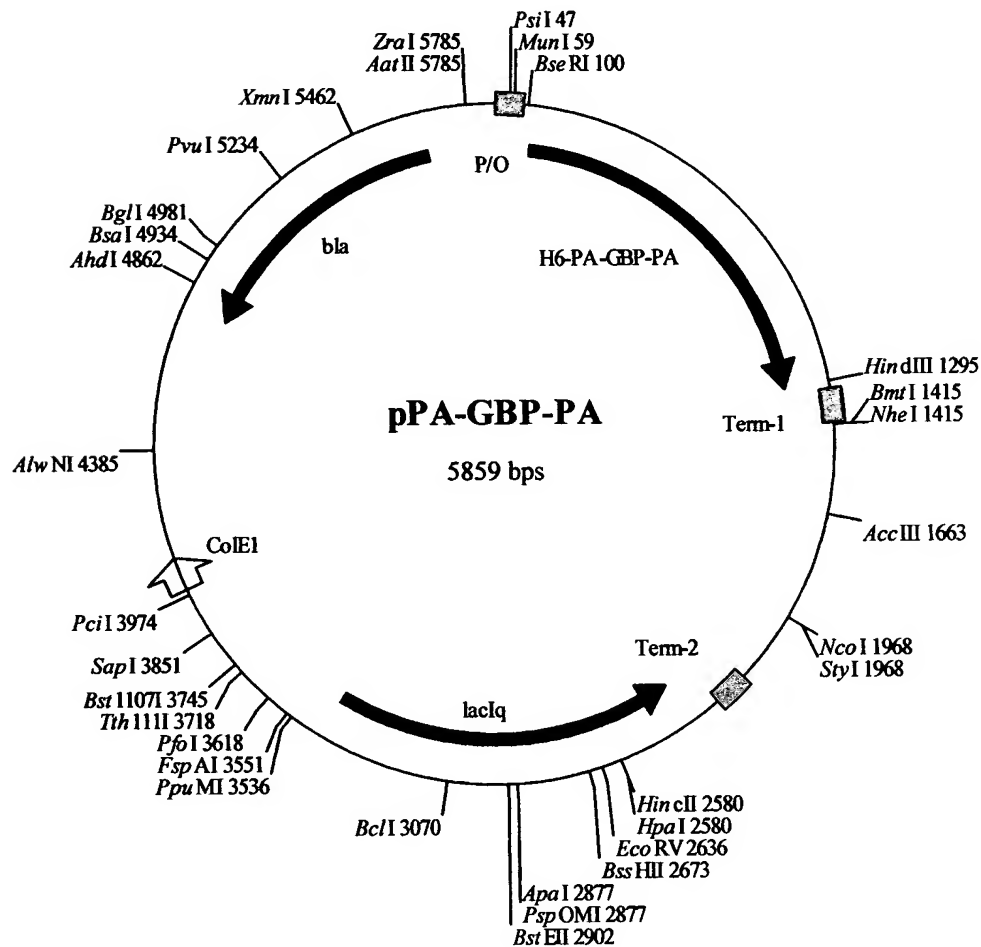 PsiI 47
MunI 59
BseRI 100
ZraI 5785
AatII 5785
XmnI 5462
PvuI 5234
BglI 4981
BsaI 4934
AhdI 4862
P/O
bla
H6-PA-GBP-PA
HindIII 1295
BmtI 1415
NheI 1415
Term-1
pPA-GBP-PA
5859 bps
AlwNI 4385
AccIII 1663
ColE1
PciI 3974
SapI 3851
Bst1107I 3745
Tth111I 3718
PfoI 3618
FspAI 3551
PpuMI 3536
Term-2
NcoI 1968
StyI 1968
lacIq
BclI 3070
HincII 2580
HpaI 2580
EcoRV 2636
BssHII 2673
ApaI 2877
PspOMI 2877
BstEII 2902